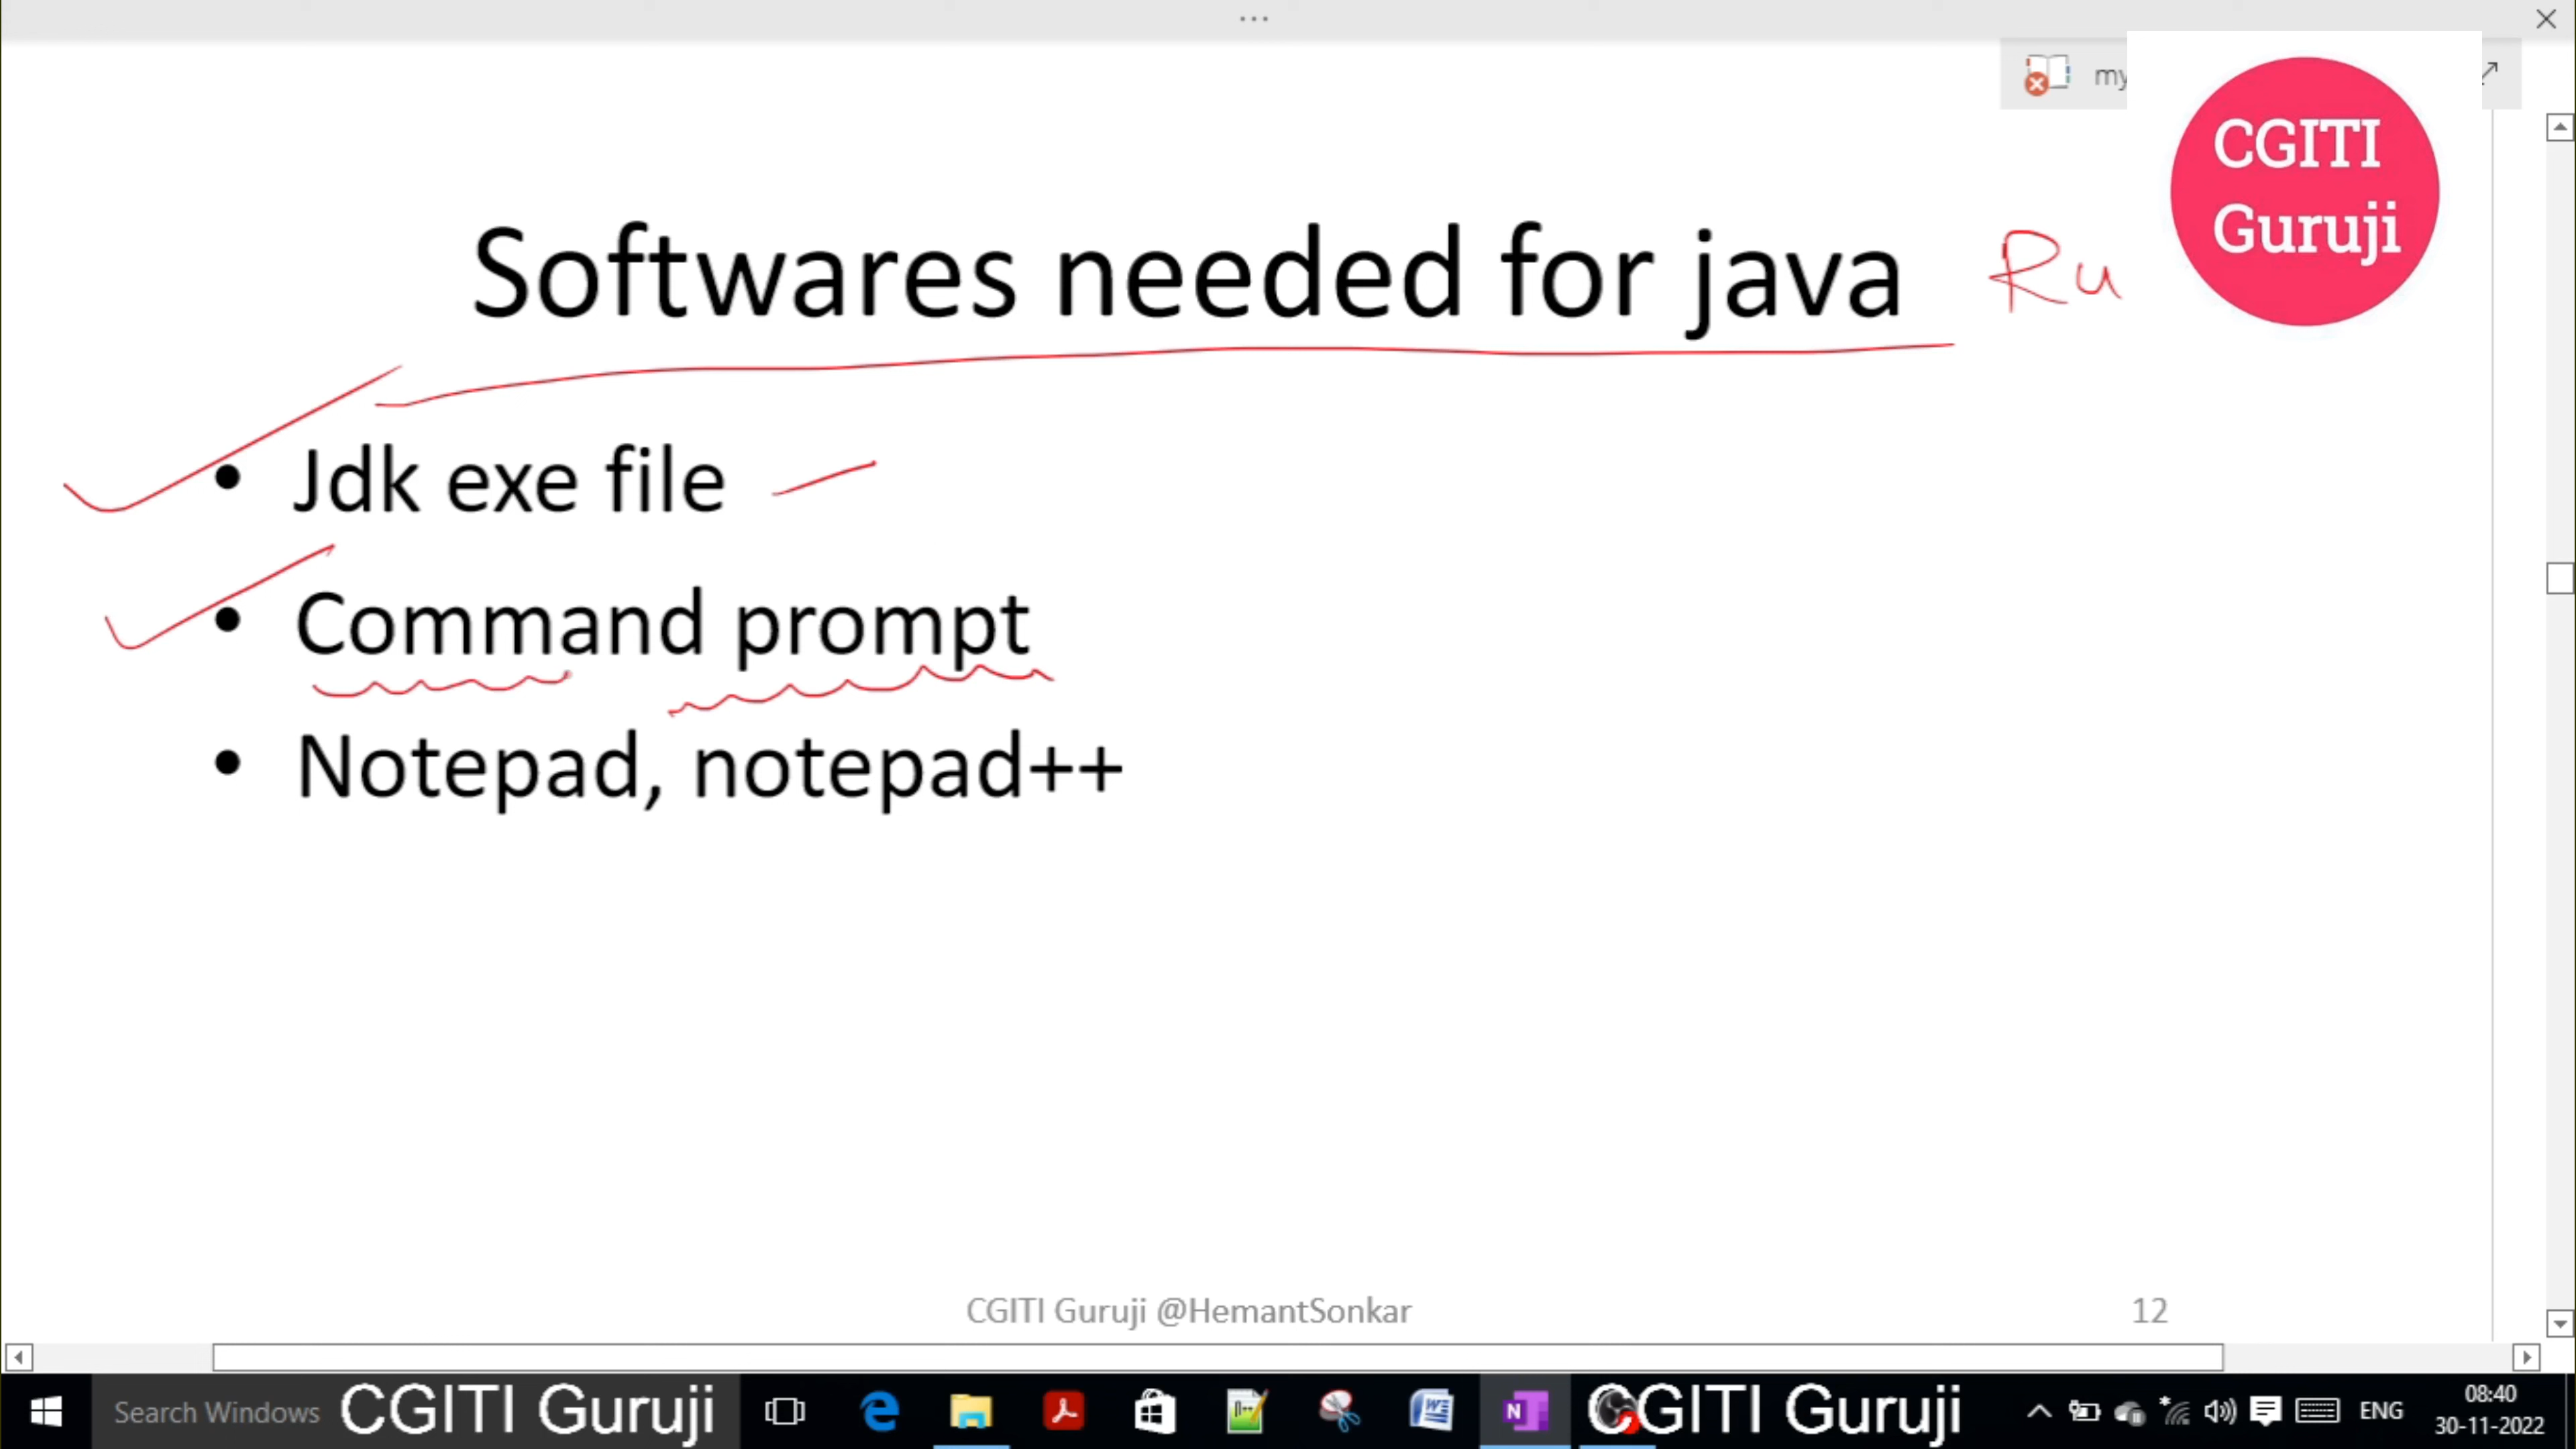 ...
my
CGITI
Guruji
Softwares needed for java Ru
• Jdk exe file
• Command prompt
• Notepad, notepad++
CGITI Guruji @HemantSonkar 12
Search Windows CGITI Guruji CGITI Guruji ENG 08:40
30-11-2022